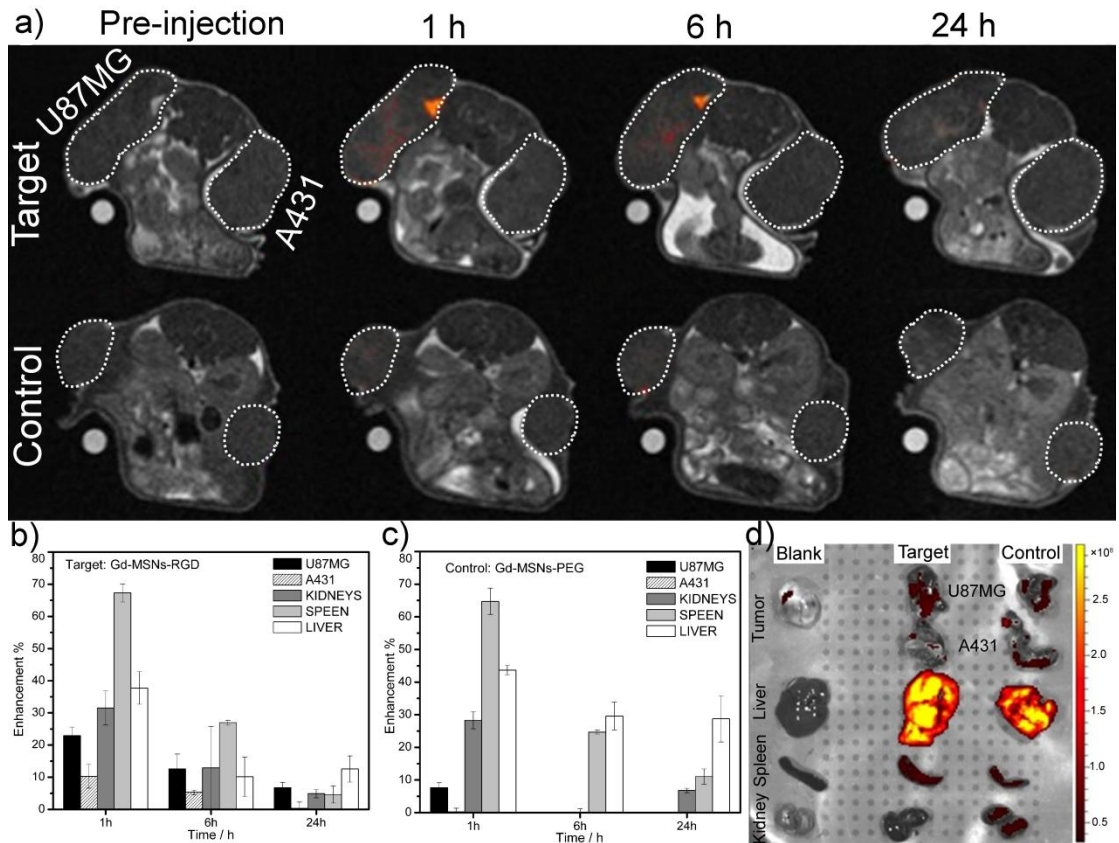 a) Pre-injection 1 h 6 h 24 h
U87MG
Target
A431
Control
b)
Target: Gd-MSNs-RGD
U87MG
A431
KIDNEYS
SPEEN
LIVER
Enhancement %
80
70
60
50
40
30
20
10
0
1h 6h 24h
Time / h
c)
Control: Gd-MSNs-PEG
U87MG
A431
KIDNEYS
SPEEN
LIVER
Enhancement %
80
70
60
50
40
30
20
10
0
1h 6h 24h
Time / h
d)
Blank Target Control
U87MG
Tumor
A431
Liver
Spleen
Kidney
3.0
2.5
2.0
1.5
1.0
0.5